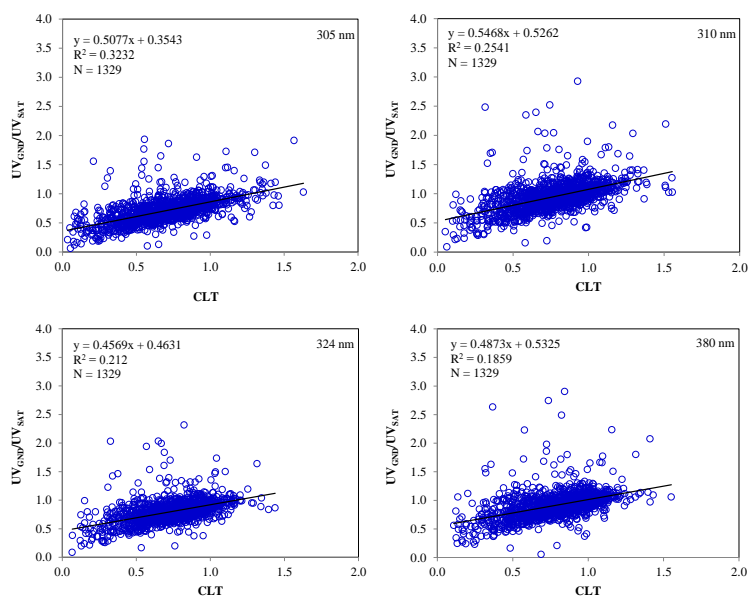 y = 0.5077x + 0.3543
R² = 0.3232
N = 1329
305 nm
UV_GND/UV_SAT
4.0
3.5
3.0
2.5
2.0
1.5
1.0
0.5
0.0
0.0 0.5 1.0 1.5 2.0
CLT
y = 0.5468x + 0.5262
R² = 0.2541
N = 1329
310 nm
UV_GND/UV_SAT
4.0
3.5
3.0
2.5
2.0
1.5
1.0
0.5
0.0
0.0 0.5 1.0 1.5 2.0
CLT
y = 0.4569x + 0.4631
R² = 0.212
N = 1329
324 nm
UV_GND/UV_SAT
4.0
3.5
3.0
2.5
2.0
1.5
1.0
0.5
0.0
0.0 0.5 1.0 1.5 2.0
CLT
y = 0.4873x + 0.5325
R² = 0.1859
N = 1329
380 nm
UV_GND/UV_SAT
4.0
3.5
3.0
2.5
2.0
1.5
1.0
0.5
0.0
0.0 0.5 1.0 1.5 2.0
CLT